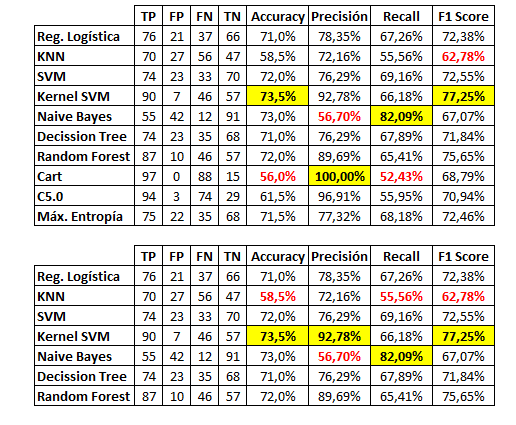 TP FP FN TN Accuracy Precisión Recall F1 Score
Reg. Logística 76 21 37 66 71,0% 78,35% 67,26% 72,38%
KNN 70 27 56 47 58,5% 72,16% 55,56% 62,78%
SVM 74 23 33 70 72,0% 76,29% 69,16% 72,55%
Kernel SVM 90 7 46 57 73,5% 92,78% 66,18% 77,25%
Naive Bayes 55 42 12 91 73,0% 56,70% 82,09% 67,07%
Decission Tree 74 23 35 68 71,0% 76,29% 67,89% 71,84%
Random Forest 87 10 46 57 72,0% 89,69% 65,41% 75,65%
Cart 97 0 88 15 56,0% 100,00% 52,43% 68,79%
C5.0 94 3 74 29 61,5% 96,91% 55,95% 70,94%
Máx. Entropía 75 22 35 68 71,5% 77,32% 68,18% 72,46%
TP FP FN TN Accuracy Precisión Recall F1 Score
Reg. Logística 76 21 37 66 71,0% 78,35% 67,26% 72,38%
KNN 70 27 56 47 58,5% 72,16% 55,56% 62,78%
SVM 74 23 33 70 72,0% 76,29% 69,16% 72,55%
Kernel SVM 90 7 46 57 73,5% 92,78% 66,18% 77,25%
Naive Bayes 55 42 12 91 73,0% 56,70% 82,09% 67,07%
Decission Tree 74 23 35 68 71,0% 76,29% 67,89% 71,84%
Random Forest 87 10 46 57 72,0% 89,69% 65,41% 75,65%